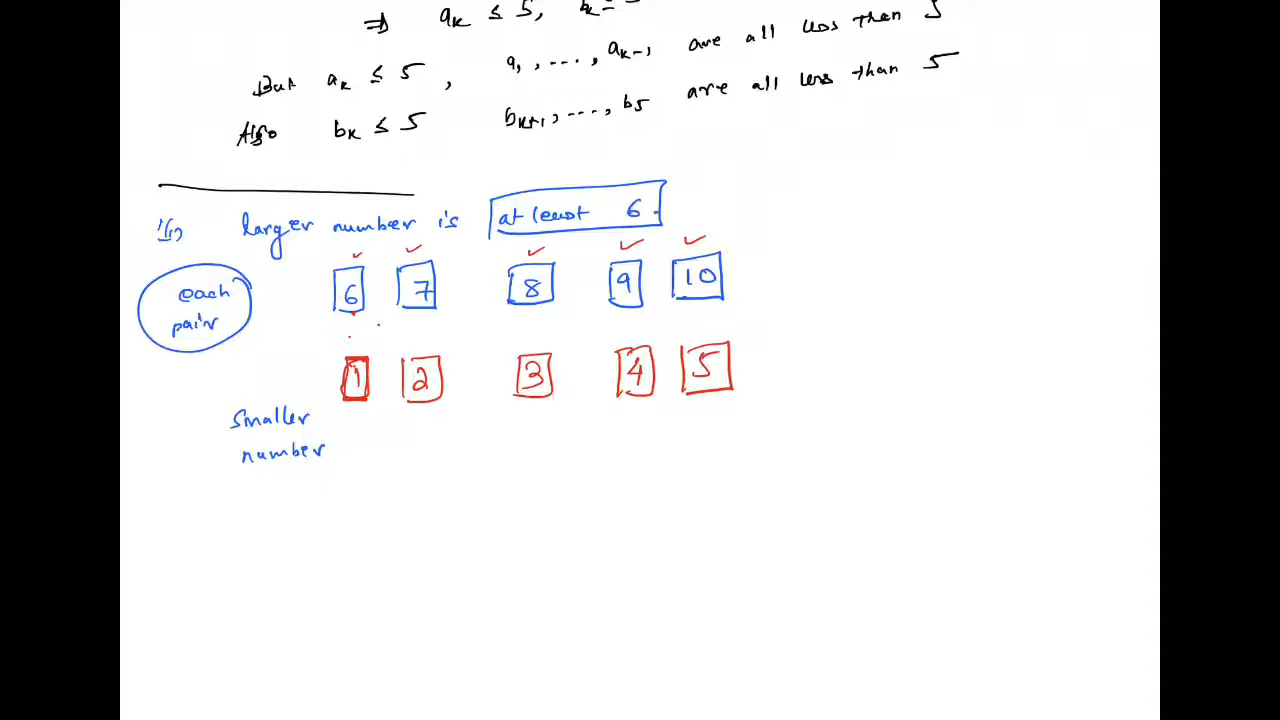 ⇒ aₖ ≤ 5,
But aₖ ≤ 5, a₁, ..., aₖ₋₁ are all less than 5
Also bₖ ≤ 5 bₖ₊₁, ..., b₅ are all less than 5
larger number is at least 6.
each pair
6 7 8 9 10
1 2 3 4 5
smaller
number